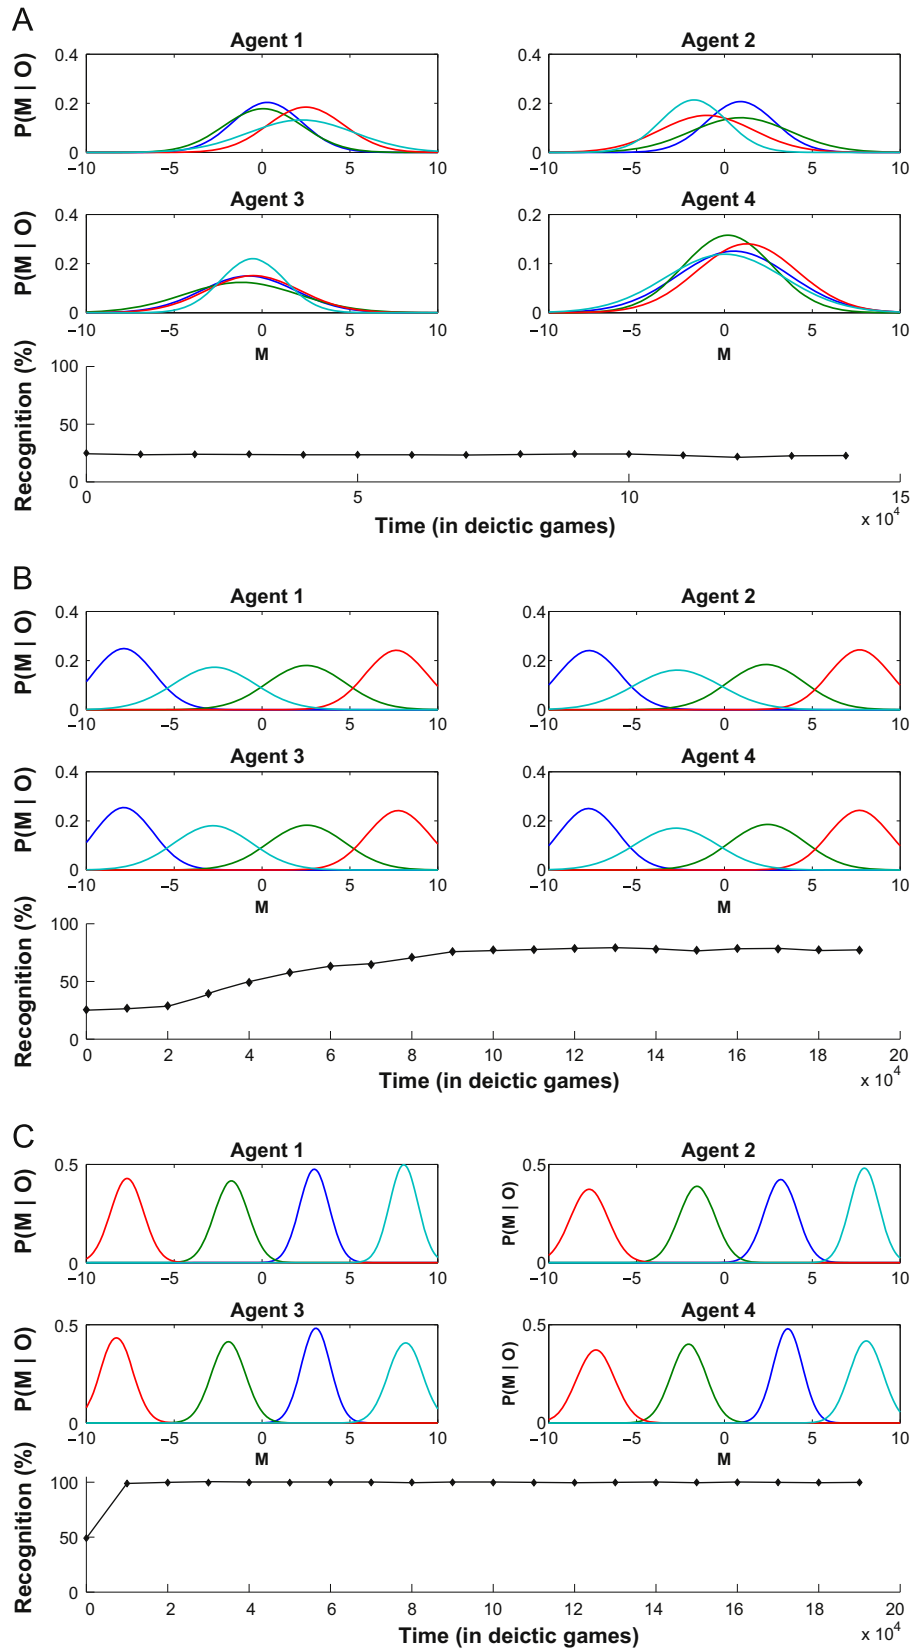 A
Agent 1 Agent 2
P(M | O)
0.4 0.4
0.2 0.2
0 0
−10 −5 0 5 10 −10 −5 0 5 10
Agent 3 Agent 4
P(M | O)
0.4 0.2
0.2 0.1
0 0
−10 −5 0 5 10 −10 −5 0 5 10
M M
Recognition (%)
100
50
0
0 5 10 15
Time (in deictic games) x 10^4
B
Agent 1 Agent 2
P(M | O)
0.4 0.4
0.2 0.2
0 0
−10 −5 0 5 10 −10 −5 0 5 10
Agent 3 Agent 4
P(M | O)
0.4 0.4
0.2 0.2
0 0
−10 −5 0 5 10 −10 −5 0 5 10
M M
Recognition (%)
100
50
0
0 2 4 6 8 10 12 14 16 18 20
Time (in deictic games) x 10^4
C
Agent 1 Agent 2
P(M | O) P(M | O)
0.5 0.5
0 0
−10 −5 0 5 10 −10 −5 0 5 10
Agent 3 Agent 4
P(M | O) P(M | O)
0.5 0.5
0 0
−10 −5 0 5 10 −10 −5 0 5 10
M M
Recognition (%)
100
50
0
0 2 4 6 8 10 12 14 16 18 20
Time (in deictic games) x 10^4